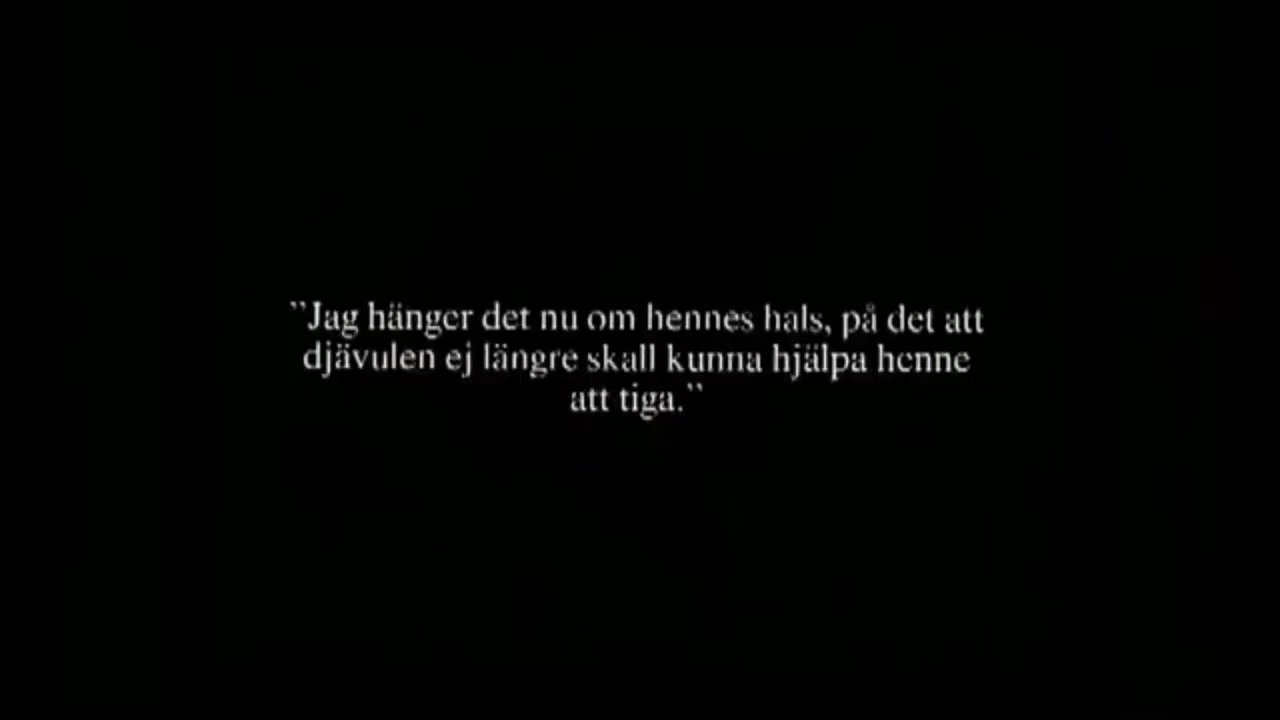 "Jag hänger det nu om hennes hals, på det att
djävulen ej längre skall kunna hjälpa henne
att tiga."